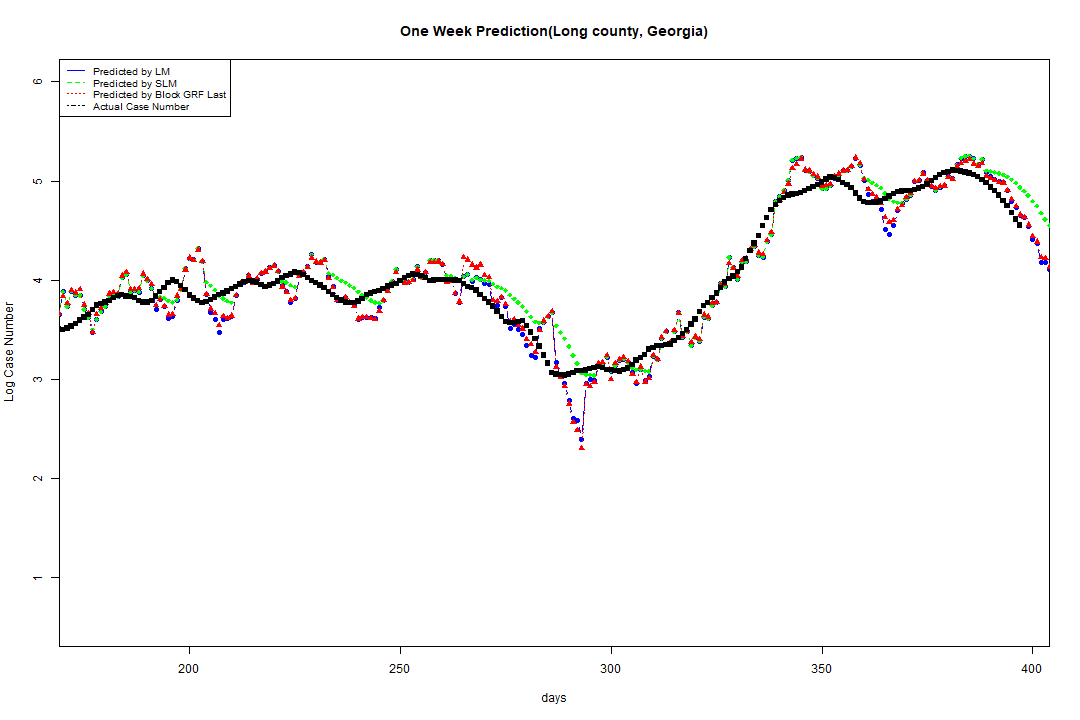 One Week Prediction(Long county, Georgia)
Predicted by LM
Predicted by SLM
Predicted by Block GRF Last
Actual Case Number
6
5
4
3
2
1
Log Case Number
200
250
300
350
400
days